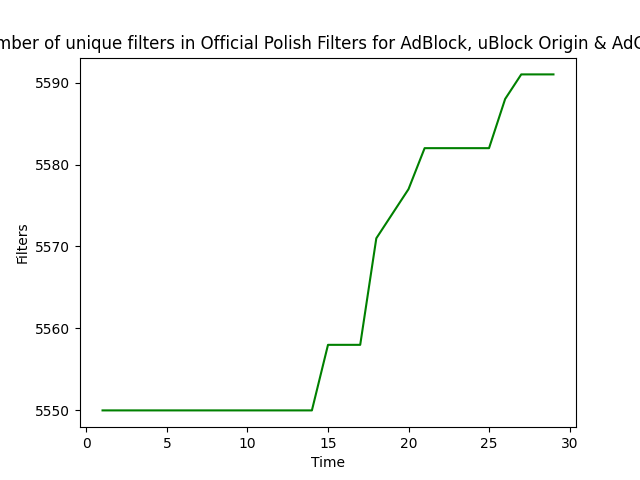 mber of unique filters in Official Polish Filters for AdBlock, uBlock Origin & AdG
5590
5580
5570
5560
5550
Filters
0 5 10 15 20 25 30
Time